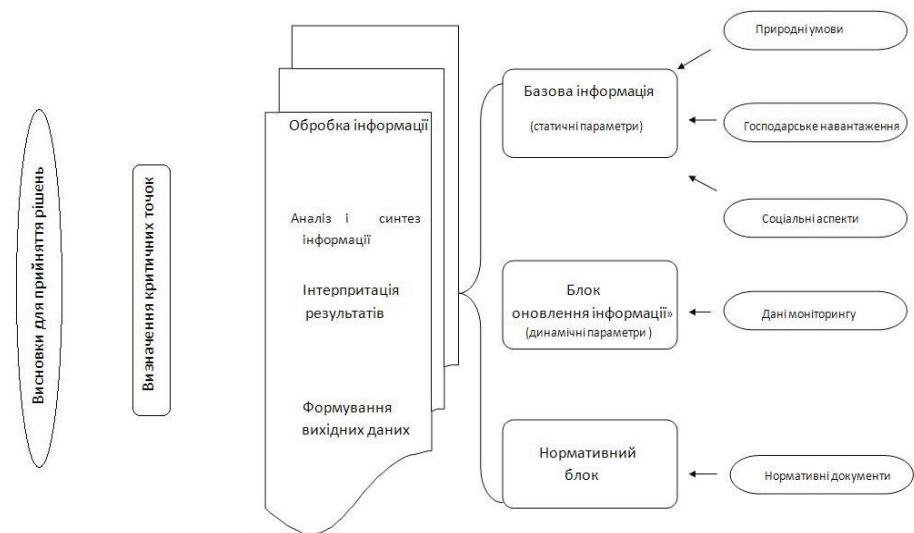 Висновки для прийняття рішень
Визначення критичних точок
Обробка інформації
Аналіз і синтез
інформації
Інтерпритація
результатів
Формування
вихідних даних
Базова інформація
(статичні параметри)
Блок
оновлення інформації»
(динамічні параметри )
Нормативний
блок
Природні умови
Господарське навантаження
Соціальні аспекти
Дані моніторингу
Нормативні документи